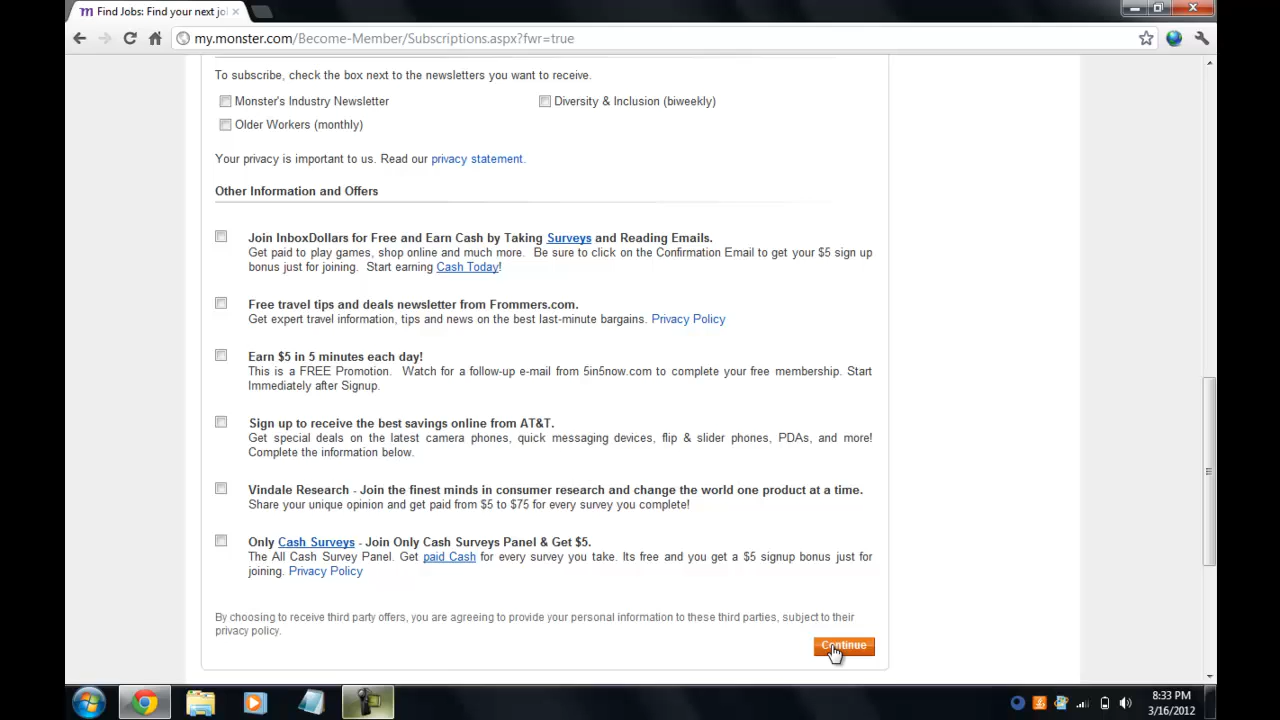 Find Jobs: Find your next jo
my.monster.com/Become-Member/Subscriptions.aspx?fwr=true
To subscribe, check the box next to the newsletters you want to receive.
Monster's Industry Newsletter
Diversity & Inclusion (biweekly)
Older Workers (monthly)
Your privacy is important to us. Read our privacy statement.
Other Information and Offers
Join InboxDollars for Free and Earn Cash by Taking Surveys and Reading Emails.
Get paid to play games, shop online and much more. Be sure to click on the Confirmation Email to get your $5 sign up
bonus just for joining. Start earning Cash Today!
Free travel tips and deals newsletter from Frommers.com.
Get expert travel information, tips and news on the best last-minute bargains. Privacy Policy
Earn $5 in 5 minutes each day!
This is a FREE Promotion. Watch for a follow-up e-mail from 5in5now.com to complete your free membership. Start
Immediately after Signup.
Sign up to receive the best savings online from AT&T.
Get special deals on the latest camera phones, quick messaging devices, flip & slider phones, PDAs, and more!
Complete the information below.
Vindale Research - Join the finest minds in consumer research and change the world one product at a time.
Share your unique opinion and get paid from $5 to $75 for every survey you complete!
Only Cash Surveys - Join Only Cash Surveys Panel & Get $5.
The All Cash Survey Panel. Get paid Cash for every survey you take. Its free and you get a $5 signup bonus just for
joining. Privacy Policy
By choosing to receive third party offers, you are agreeing to provide your personal information to these third parties, subject to their
privacy policy.
Continue
8:33 PM
3/16/2012